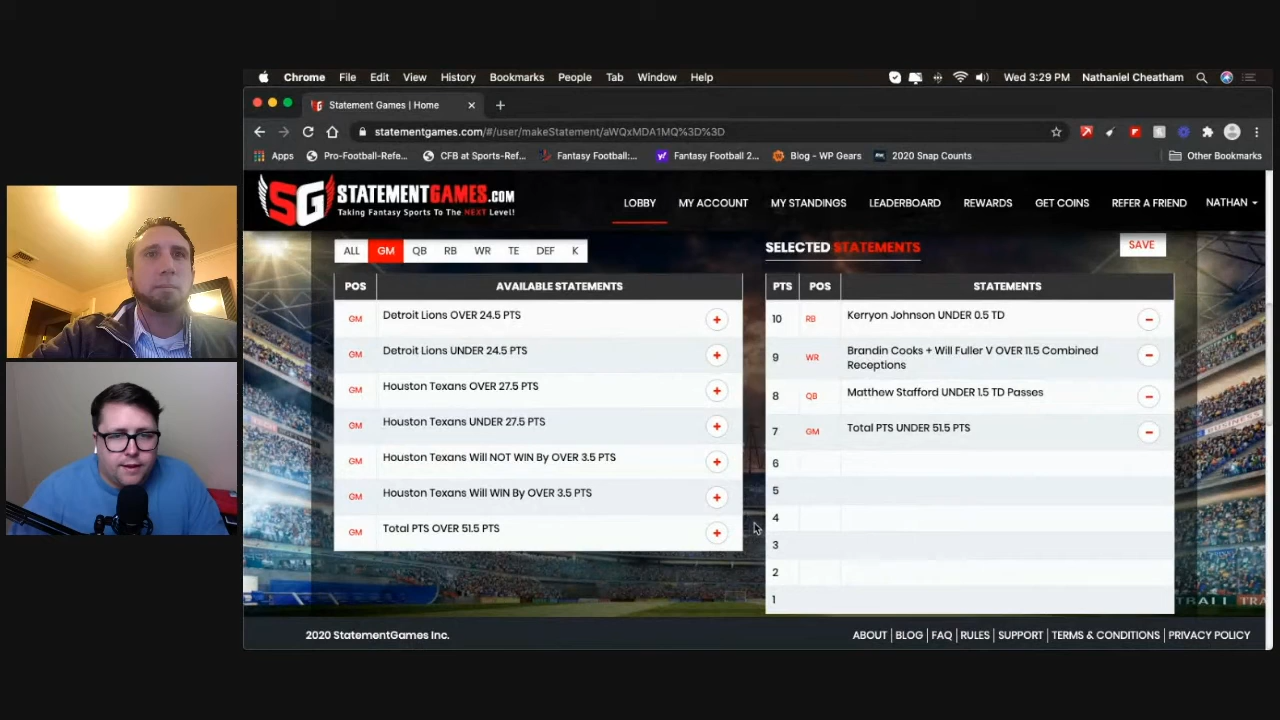 Chrome File Edit View History Bookmarks People Tab Window Help Wed 3:29 PM Nathaniel Cheatham
Statement Games | Home
statementgames.com/#/user/makeStatement/aWQxMDA1MQ%3D%3D
Apps Pro-Football-Refe... CFB at Sports-Ref... Fantasy Football:... Fantasy Football 2... Blog - WP Gears 2020 Snap Counts Other Bookmarks
SG STATEMENTGAMES.COM
Taking Fantasy Sports To The NEXT Level!
LOBBY MY ACCOUNT MY STANDINGS LEADERBOARD REWARDS GET COINS REFER A FRIEND NATHAN
ALL GM QB RB WR TE DEF K
POS AVAILABLE STATEMENTS
GM Detroit Lions OVER 24.5 PTS
GM Detroit Lions UNDER 24.5 PTS
GM Houston Texans OVER 27.5 PTS
GM Houston Texans UNDER 27.5 PTS
GM Houston Texans Will NOT WIN By OVER 3.5 PTS
GM Houston Texans Will WIN By OVER 3.5 PTS
GM Total PTS OVER 51.5 PTS
SELECTED STATEMENTS SAVE
PTS POS STATEMENTS
10 RB Kerryon Johnson UNDER 0.5 TD
9 WR Brandin Cooks + Will Fuller V OVER 11.5 Combined
Receptions
8 QB Matthew Stafford UNDER 1.5 TD Passes
7 GM Total PTS UNDER 51.5 PTS
6
5
4
3
2
1
2020 StatementGames Inc. ABOUT | BLOG | FAQ | RULES | SUPPORT | TERMS & CONDITIONS | PRIVACY POLICY